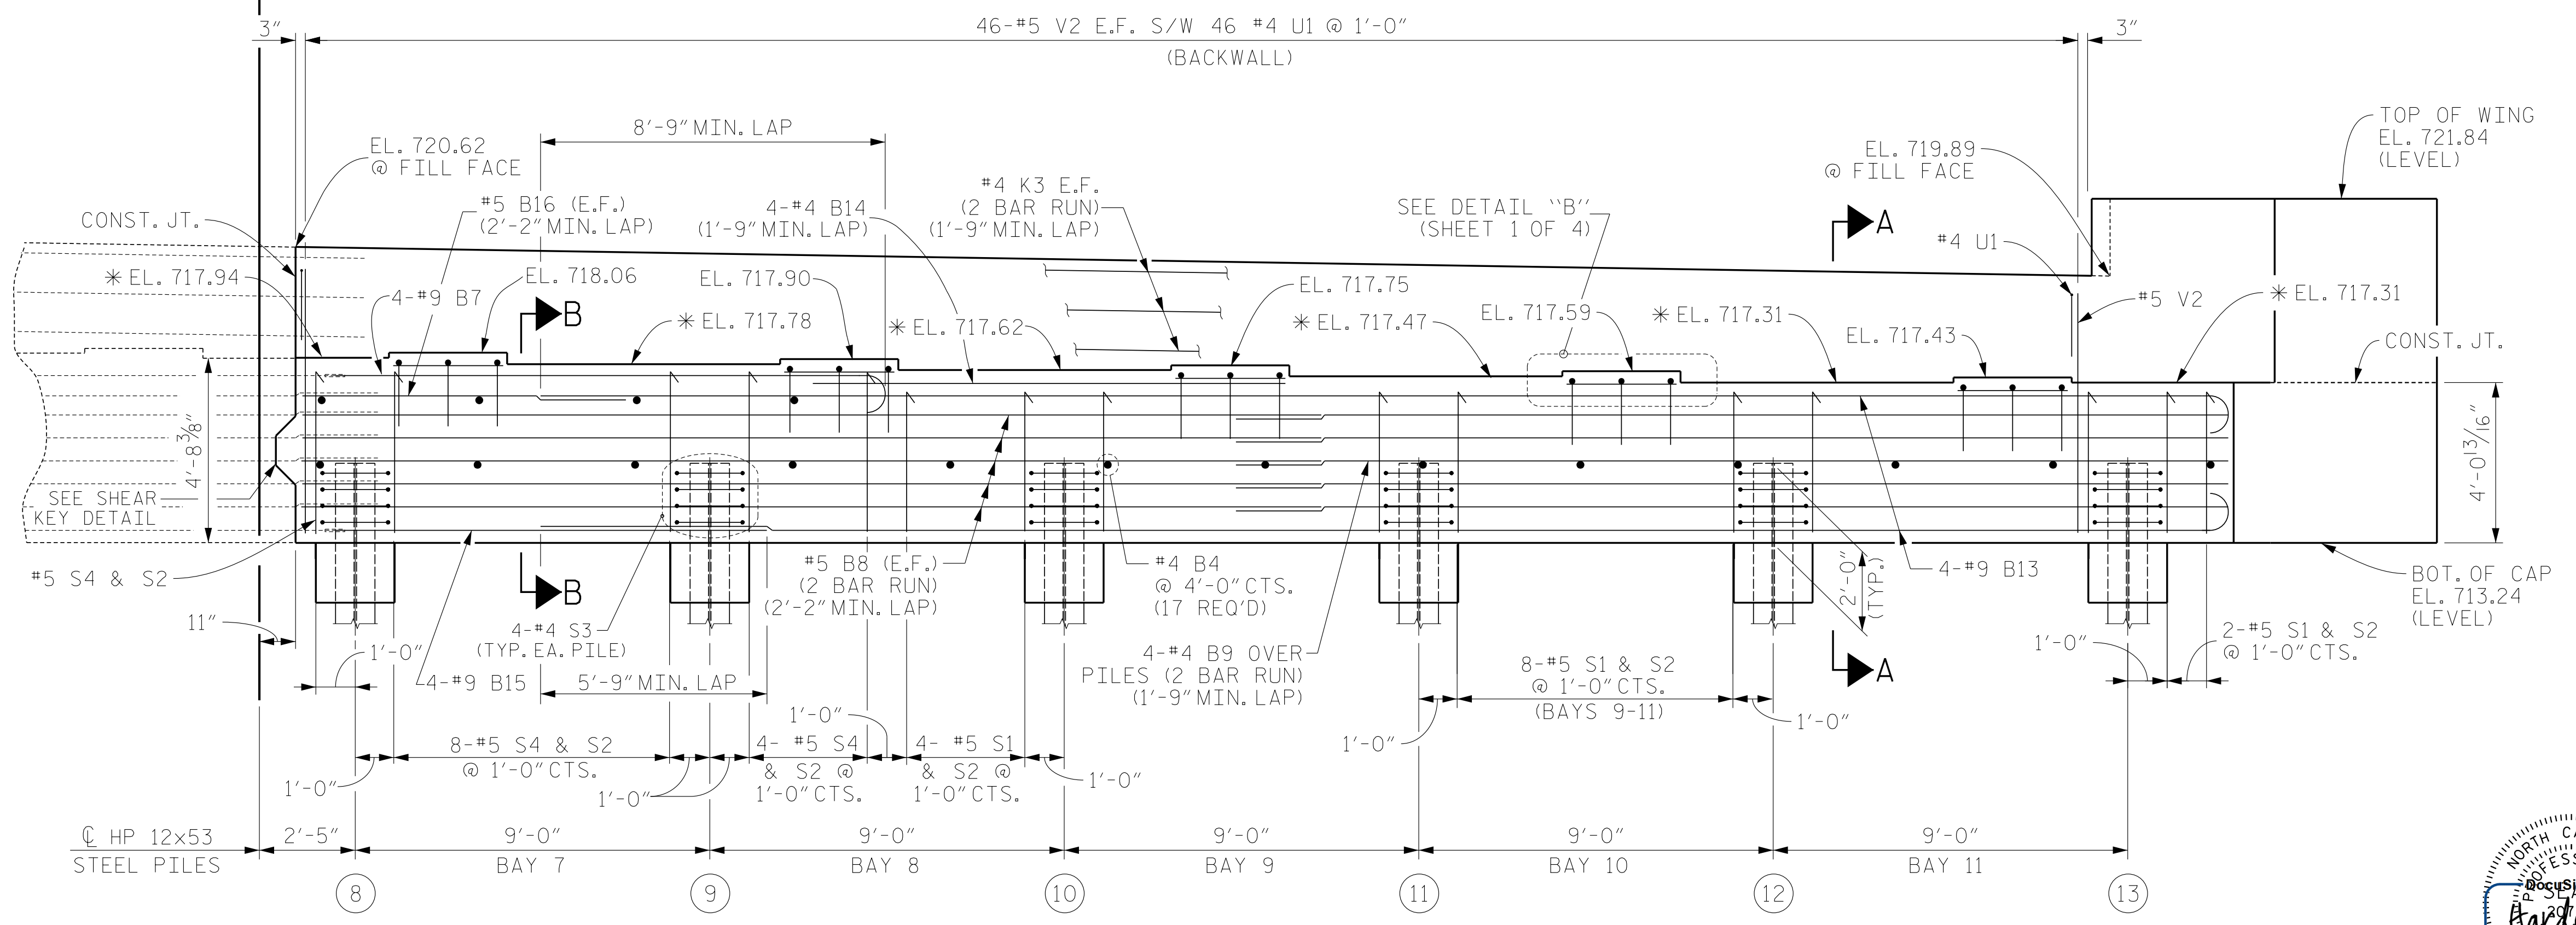 3"
46-#5 V2 E.F. S/W 46 #4 U1 @ 1'-0"
(BACKWALL)
3"
8'-9" MIN. LAP
EL. 720.62
@ FILL FACE
#5 B16 (E.F.)
(2'-2" MIN. LAP)
4-#4 B14
(1'-9" MIN. LAP)
#4 K3 E.F.
(2 BAR RUN)
(1'-9" MIN. LAP)
SEE DETAIL "B"
(SHEET 1 OF 4)
A
EL. 719.89
@ FILL FACE
TOP OF WING
EL. 721.84
(LEVEL)
CONST. JT.
#4 U1
* EL. 717.94
4-#9 B7
EL. 718.06
B
EL. 717.90
* EL. 717.78
* EL. 717.62
EL. 717.75
* EL. 717.47
EL. 717.59
* EL. 717.31
EL. 717.43
#5 V2
* EL. 717.31
CONST. JT.
4'-8 3/8"
4'-0 13/16"
SEE SHEAR
KEY DETAIL
#5 S4 & S2
11"
1'-0"
B
4-#4 S3
(TYP. EA. PILE)
4-#9 B15
5'-9" MIN. LAP
#5 B8 (E.F.)
(2 BAR RUN)
(2'-2" MIN. LAP)
#4 B4
@ 4'-0" CTS.
(17 REQ'D)
4-#4 B9 OVER
PILES (2 BAR RUN)
(1'-9" MIN. LAP)
8-#5 S1 & S2
@ 1'-0" CTS.
(BAYS 9-11)
2'-0"
(TYP.)
A
4-#9 B13
1'-0"
2-#5 S1 & S2
@ 1'-0" CTS.
BOT. OF CAP
EL. 713.24
(LEVEL)
1'-0"
8-#5 S4 & S2
@ 1'-0" CTS.
1'-0"
4- #5 S4
& S2 @
1'-0" CTS.
1'-0"
4- #5 S1
& S2 @
1'-0" CTS.
1'-0"
1'-0"
1'-0"
℄ HP 12x53
STEEL PILES
2'-5"
9'-0"
BAY 7
9'-0"
BAY 8
9'-0"
BAY 9
9'-0"
BAY 10
9'-0"
BAY 11
8
9
10
11
12
13
NORTH CA
PROFESS
DocuSi
SEA
207